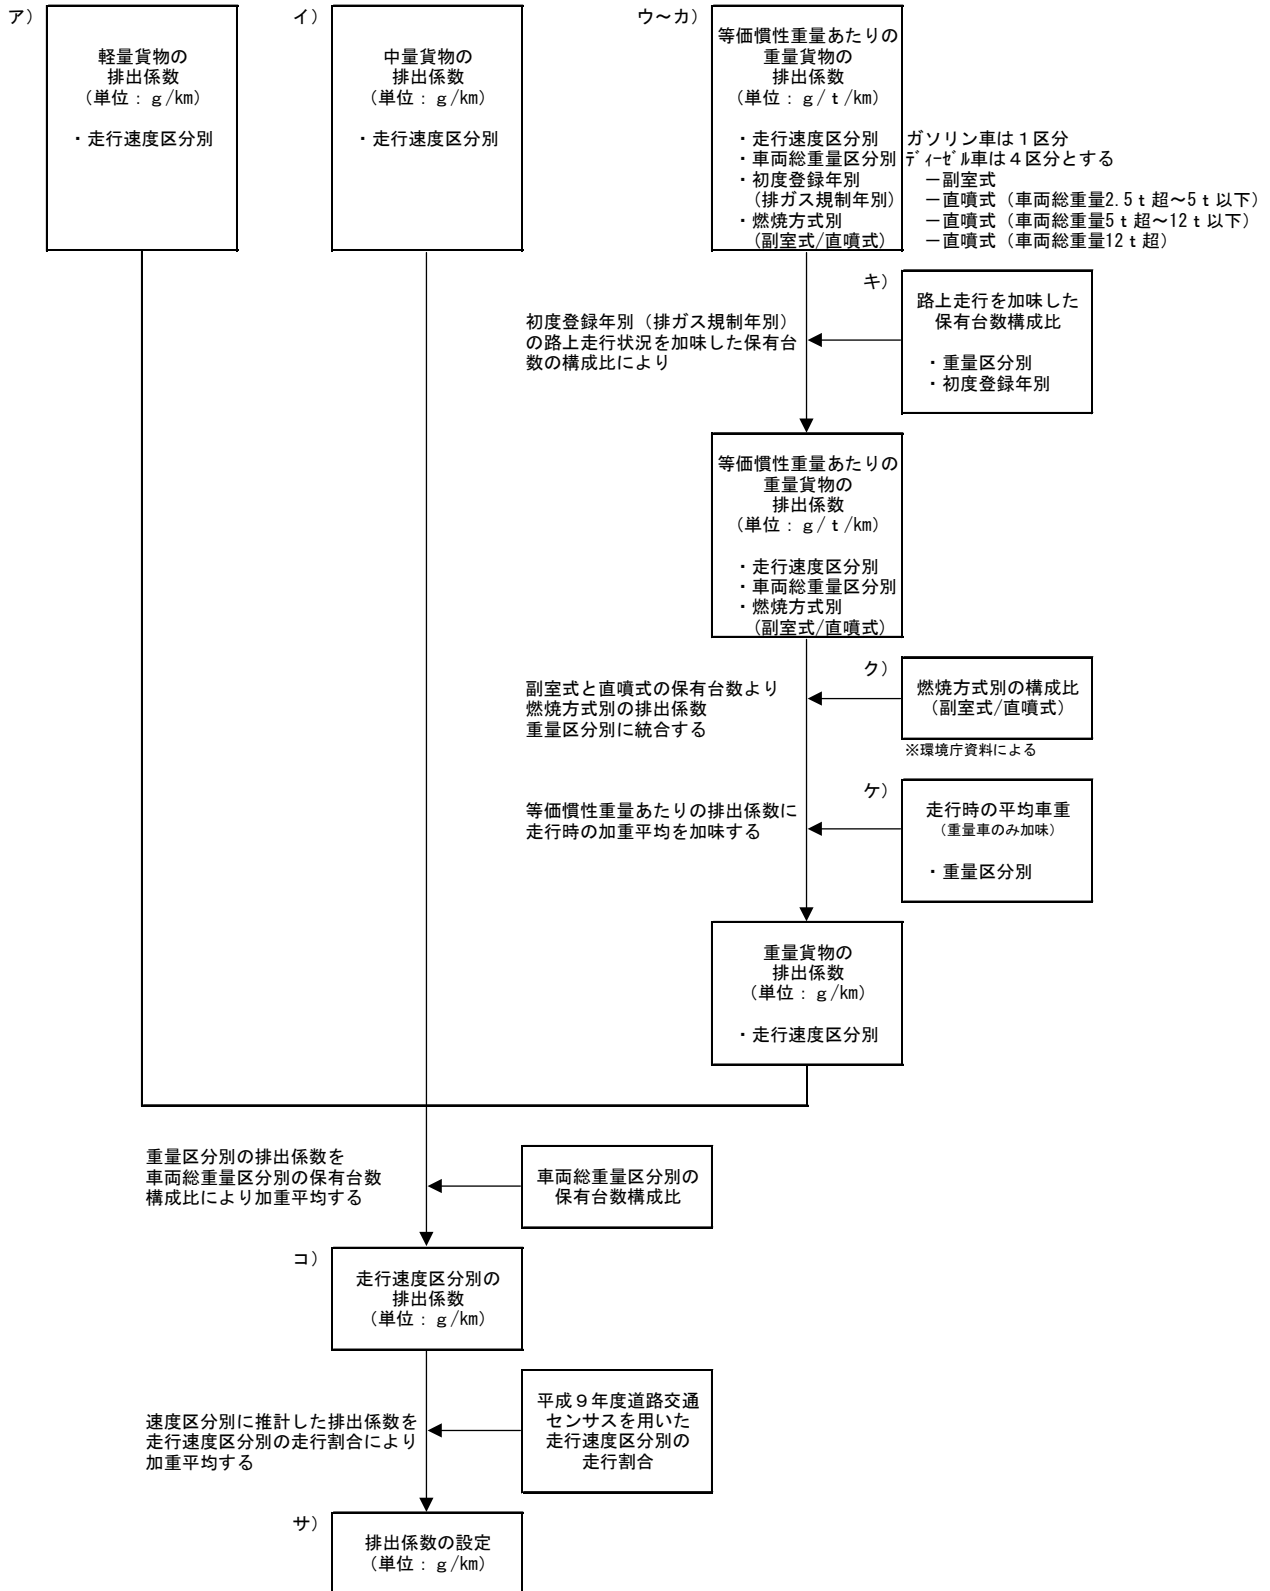 ア）
軽量貨物の
排出係数
（単位：ｇ/km）
・走行速度区分別
イ）
中量貨物の
排出係数
（単位：ｇ/km）
・走行速度区分別
ウ～カ）
等価慣性重量あたりの
重量貨物の
排出係数
（単位：ｇ/ｔ/km）
・走行速度区分別
・車両総重量区分別
・初度登録年別
（排ガス規制年別）
・燃焼方式別
（副室式/直噴式）
ガソリン車は１区分
ﾃﾞｨｰｾﾞﾙ車は４区分とする
－副室式
－直噴式（車両総重量2.5ｔ超～5ｔ以下）
－直噴式（車両総重量5ｔ超～12ｔ以下）
－直噴式（車両総重量12ｔ超）
キ）
路上走行を加味した
保有台数構成比
・重量区分別
・初度登録年別
初度登録年別（排ガス規制年別）
の路上走行状況を加味した保有台
数の構成比により
等価慣性重量あたりの
重量貨物の
排出係数
（単位：ｇ/ｔ/km）
・走行速度区分別
・車両総重量区分別
・燃焼方式別
（副室式/直噴式）
ク）
燃焼方式別の構成比
（副室式/直噴式）
※環境庁資料による
副室式と直噴式の保有台数より
燃焼方式別の排出係数
重量区分別に統合する
ケ）
走行時の平均車重
（重量車のみ加味）
・重量区分別
等価慣性重量あたりの排出係数に
走行時の加重平均を加味する
重量貨物の
排出係数
（単位：ｇ/km）
・走行速度区分別
重量区分別の排出係数を
車両総重量区分別の保有台数
構成比により加重平均する
車両総重量区分別の
保有台数構成比
コ）
走行速度区分別の
排出係数
（単位：ｇ/km）
速度区分別に推計した排出係数を
走行速度区分別の走行割合により
加重平均する
平成９年度道路交通
センサスを用いた
走行速度区分別の
走行割合
サ）
排出係数の設定
（単位：ｇ/km）